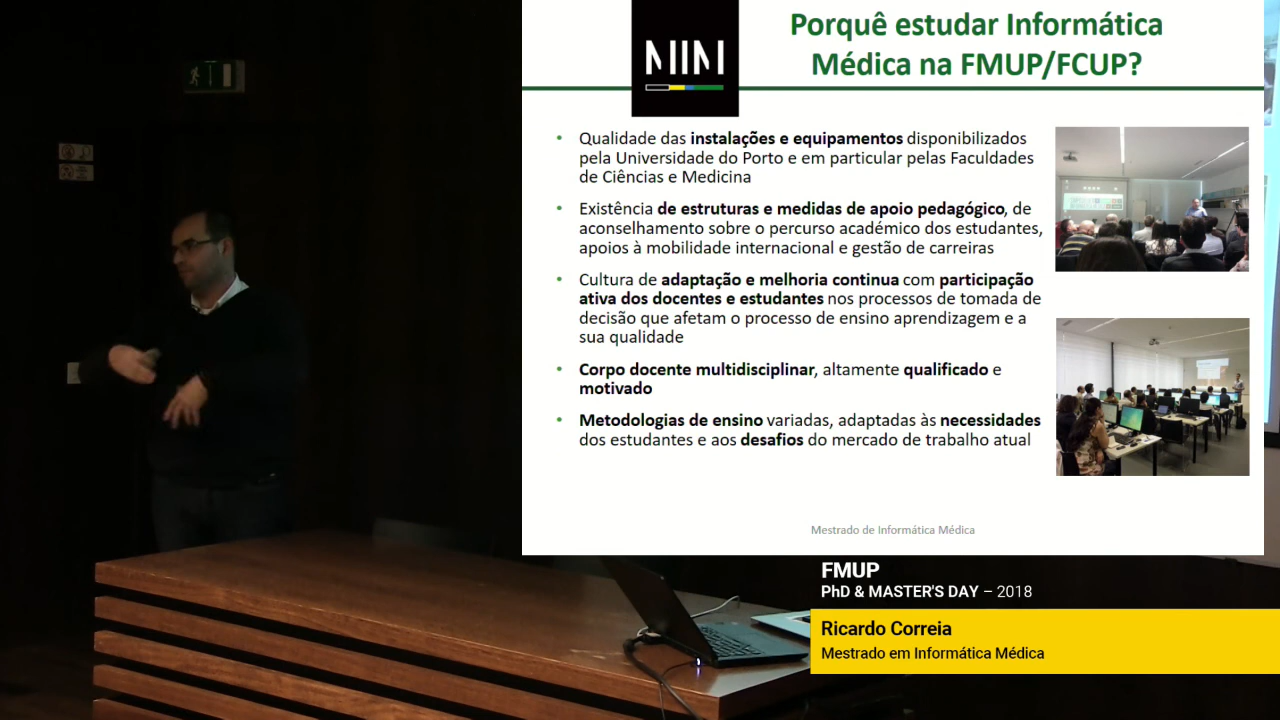 MIM
Porquê estudar Informática
Médica na FMUP/FCUP?
• Qualidade das instalações e equipamentos disponibilizados
pela Universidade do Porto e em particular pelas Faculdades
de Ciências e Medicina
• Existência de estruturas e medidas de apoio pedagógico, de
aconselhamento sobre o percurso académico dos estudantes,
apoios à mobilidade internacional e gestão de carreiras
• Cultura de adaptação e melhoria continua com participação
ativa dos docentes e estudantes nos processos de tomada de
decisão que afetam o processo de ensino aprendizagem e a
sua qualidade
• Corpo docente multidisciplinar, altamente qualificado e
motivado
• Metodologias de ensino variadas, adaptadas às necessidades
dos estudantes e aos desafios do mercado de trabalho atual
Mestrado de Informática Médica
FMUP
PhD & MASTER'S DAY – 2018
Ricardo Correia
Mestrado em Informática Médica